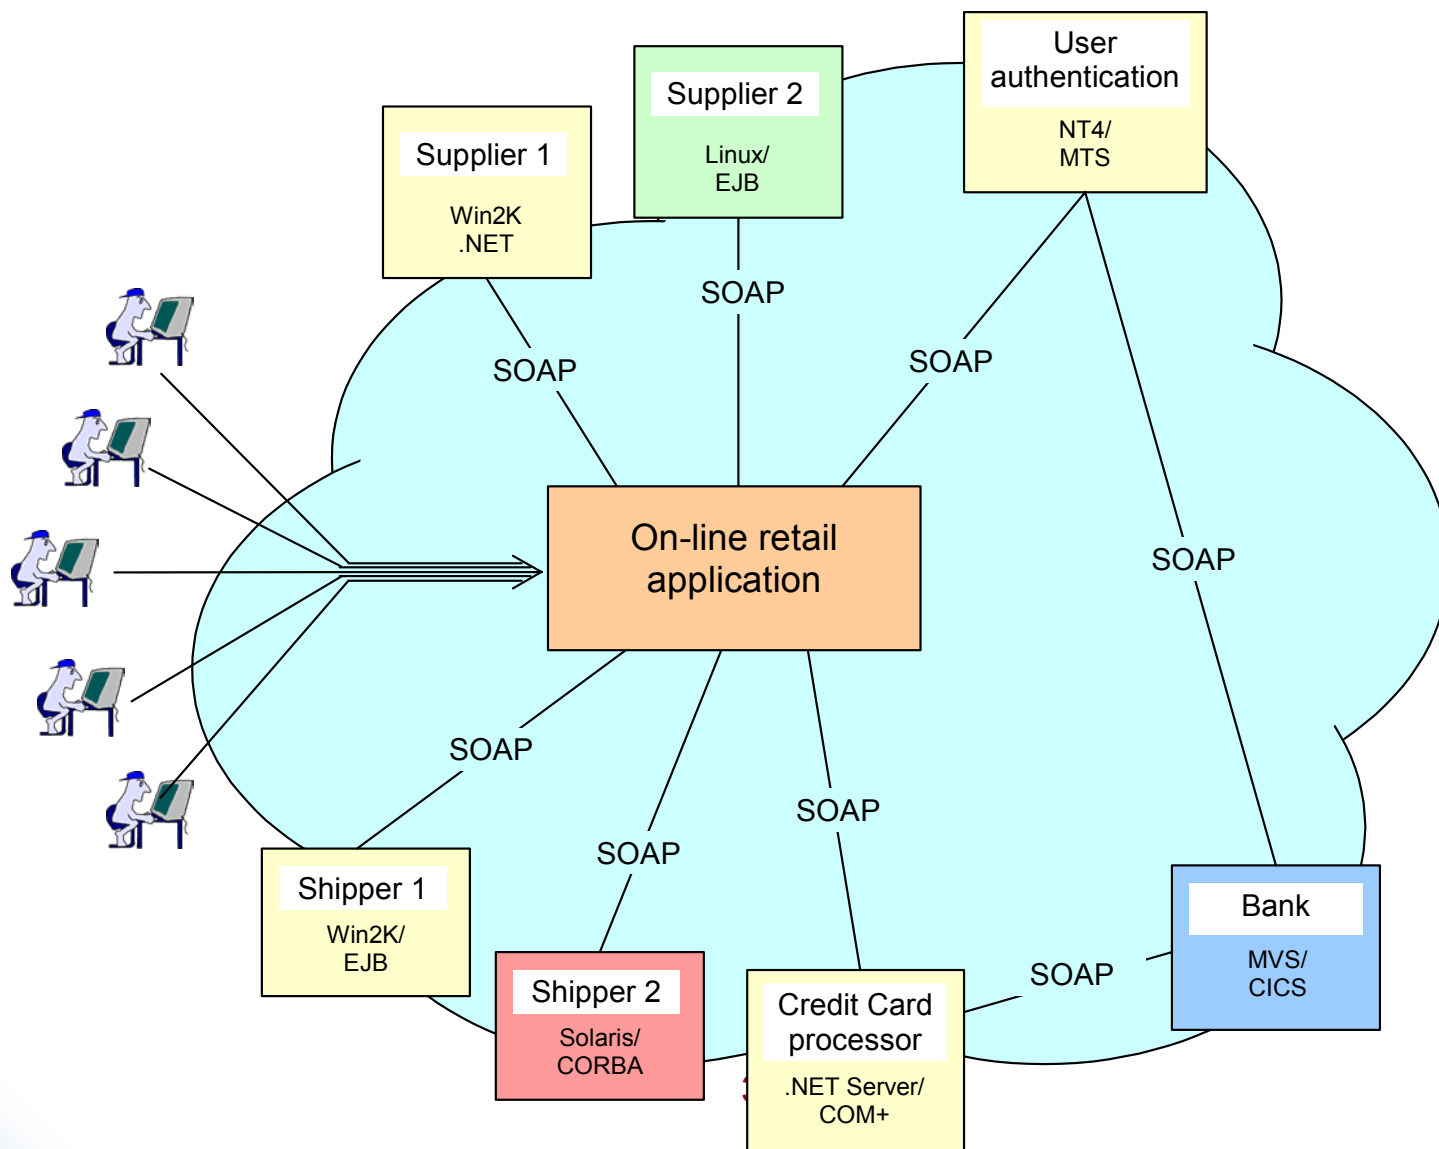 User
authentication
NT4/
MTS
Supplier 2
Linux/
EJB
Supplier 1
Win2K
.NET
SOAP
SOAP
SOAP
On-line retail
application
SOAP
SOAP
SOAP
SOAP
Shipper 1
Win2K/
EJB
Shipper 2
Solaris/
CORBA
Credit Card
processor
.NET Server/
COM+
SOAP
Bank
MVS/
CICS